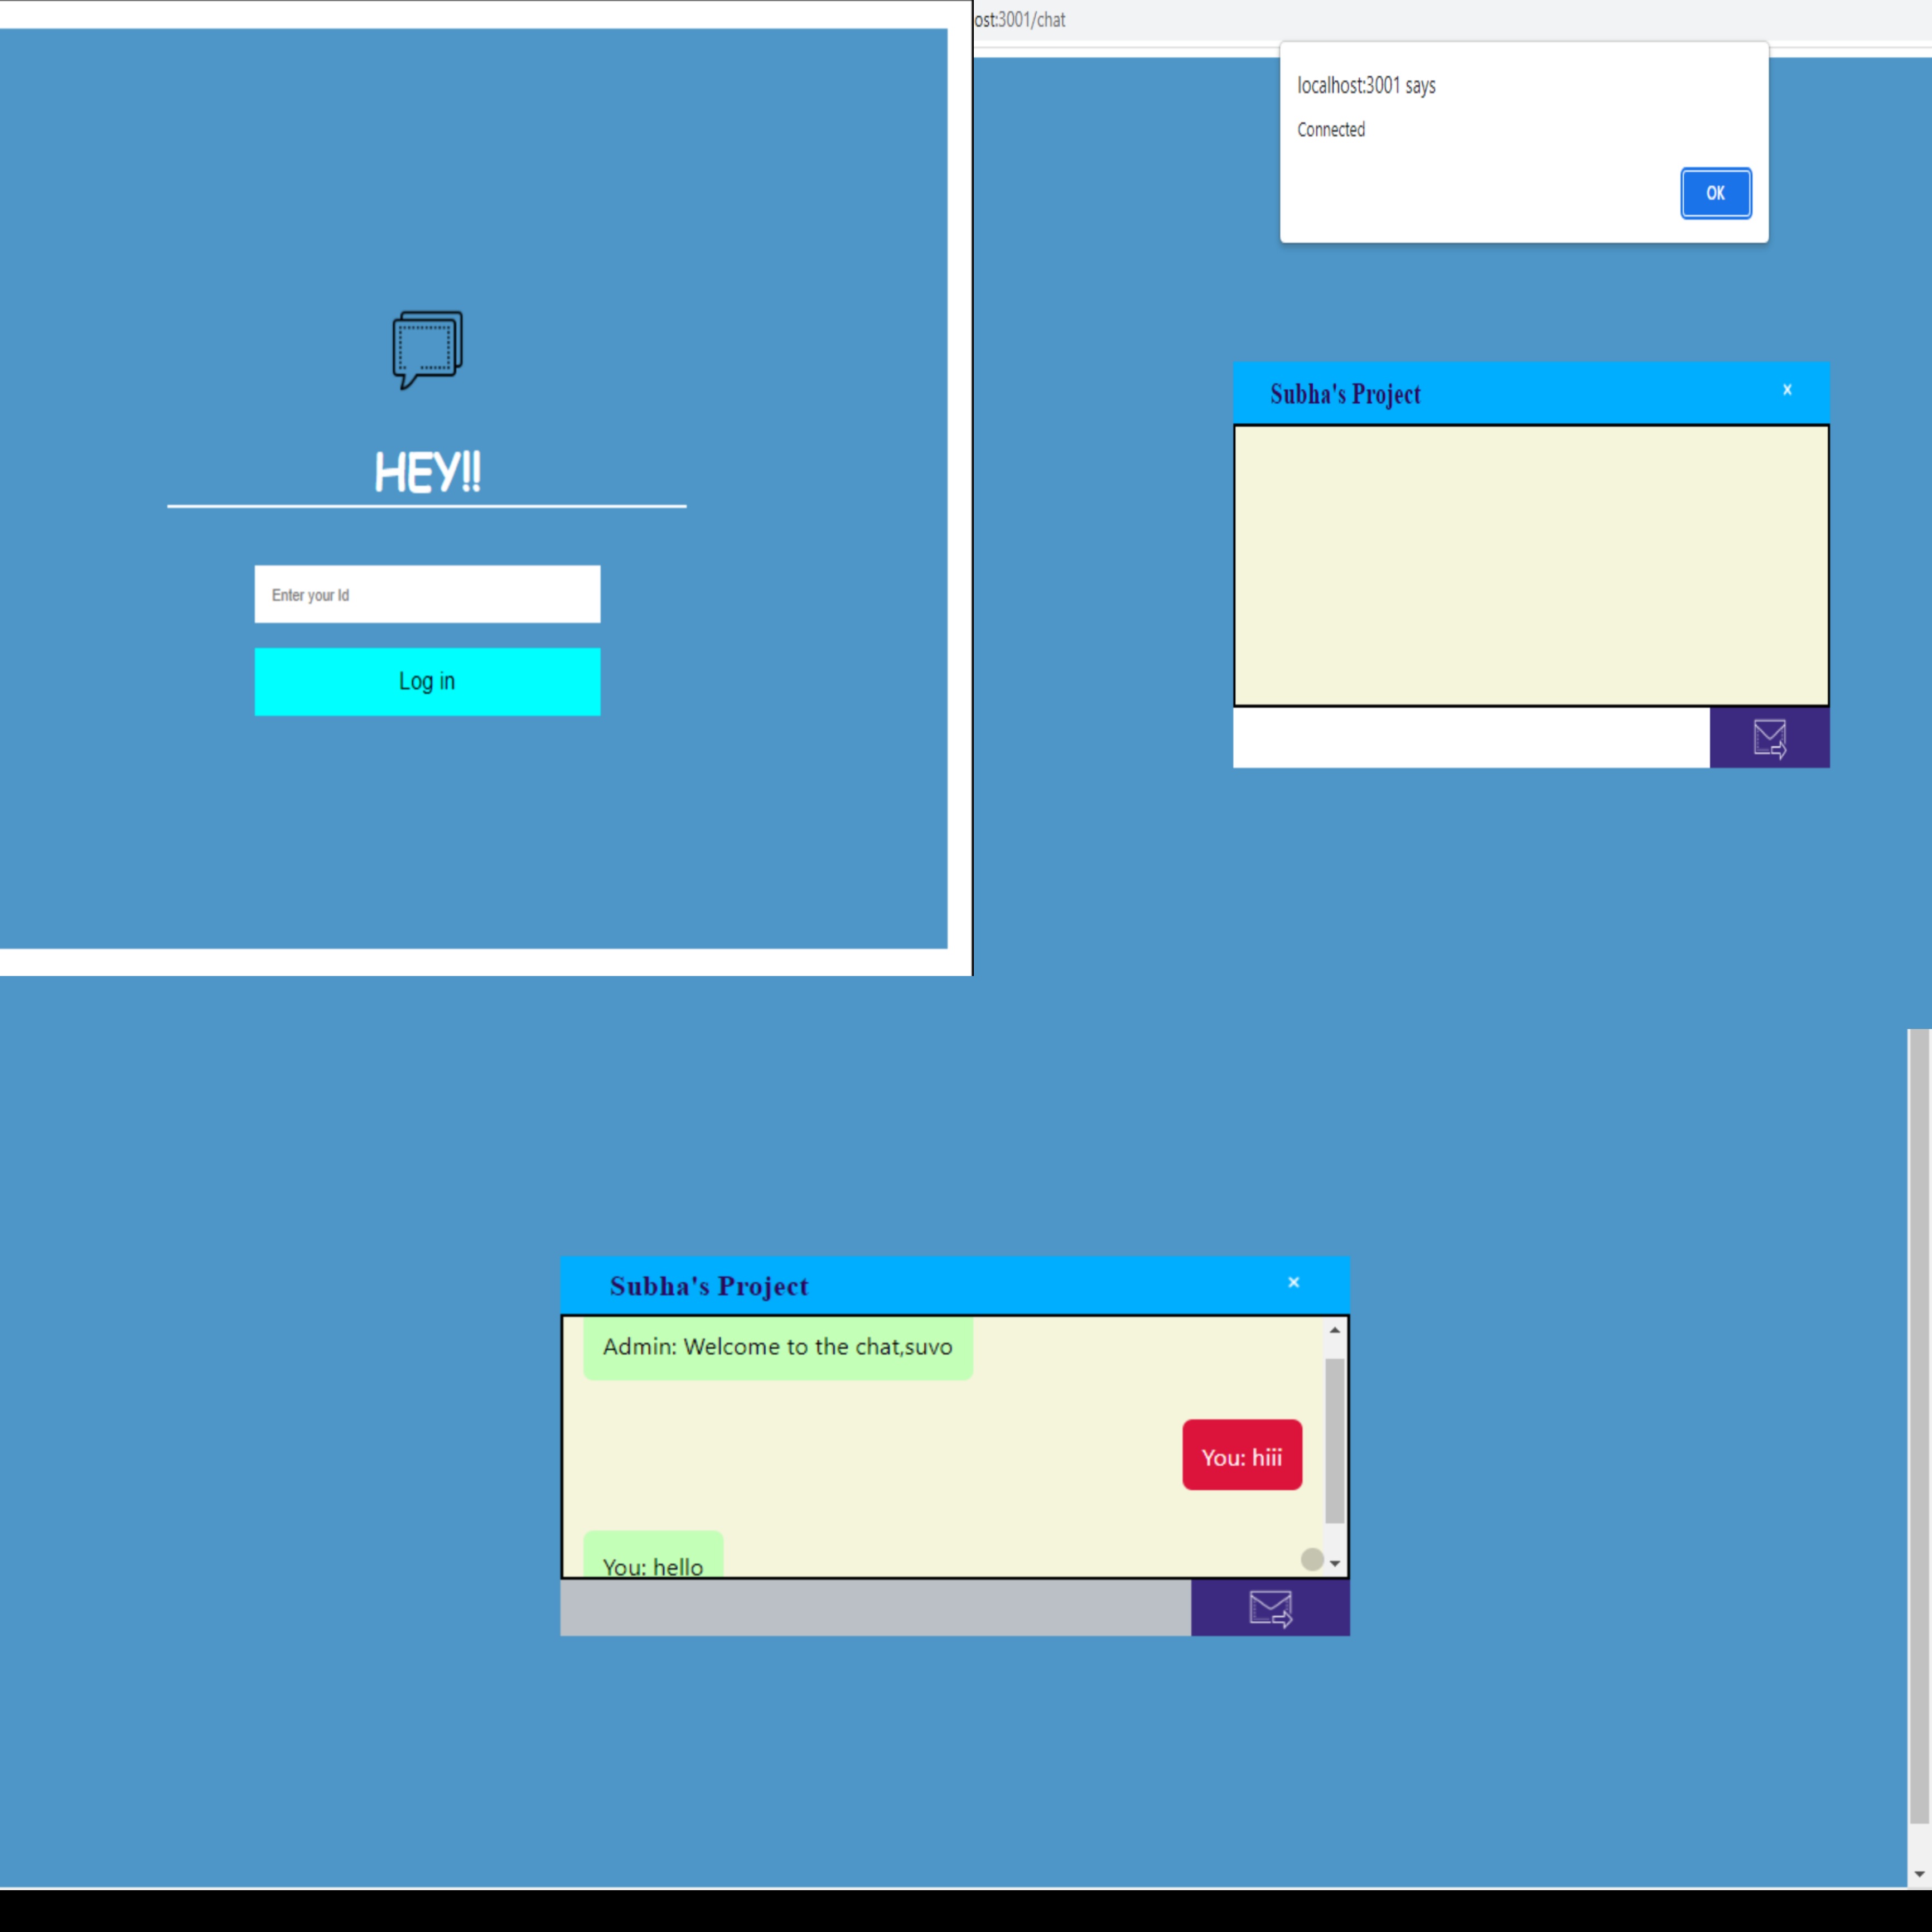 HEY!!
Enter your Id
Log in
ost:3001/chat
localhost:3001 says
Connected
OK
Subha's Project
×
Subha's Project
×
Admin: Welcome to the chat,suvo
You: hiii
You: hello